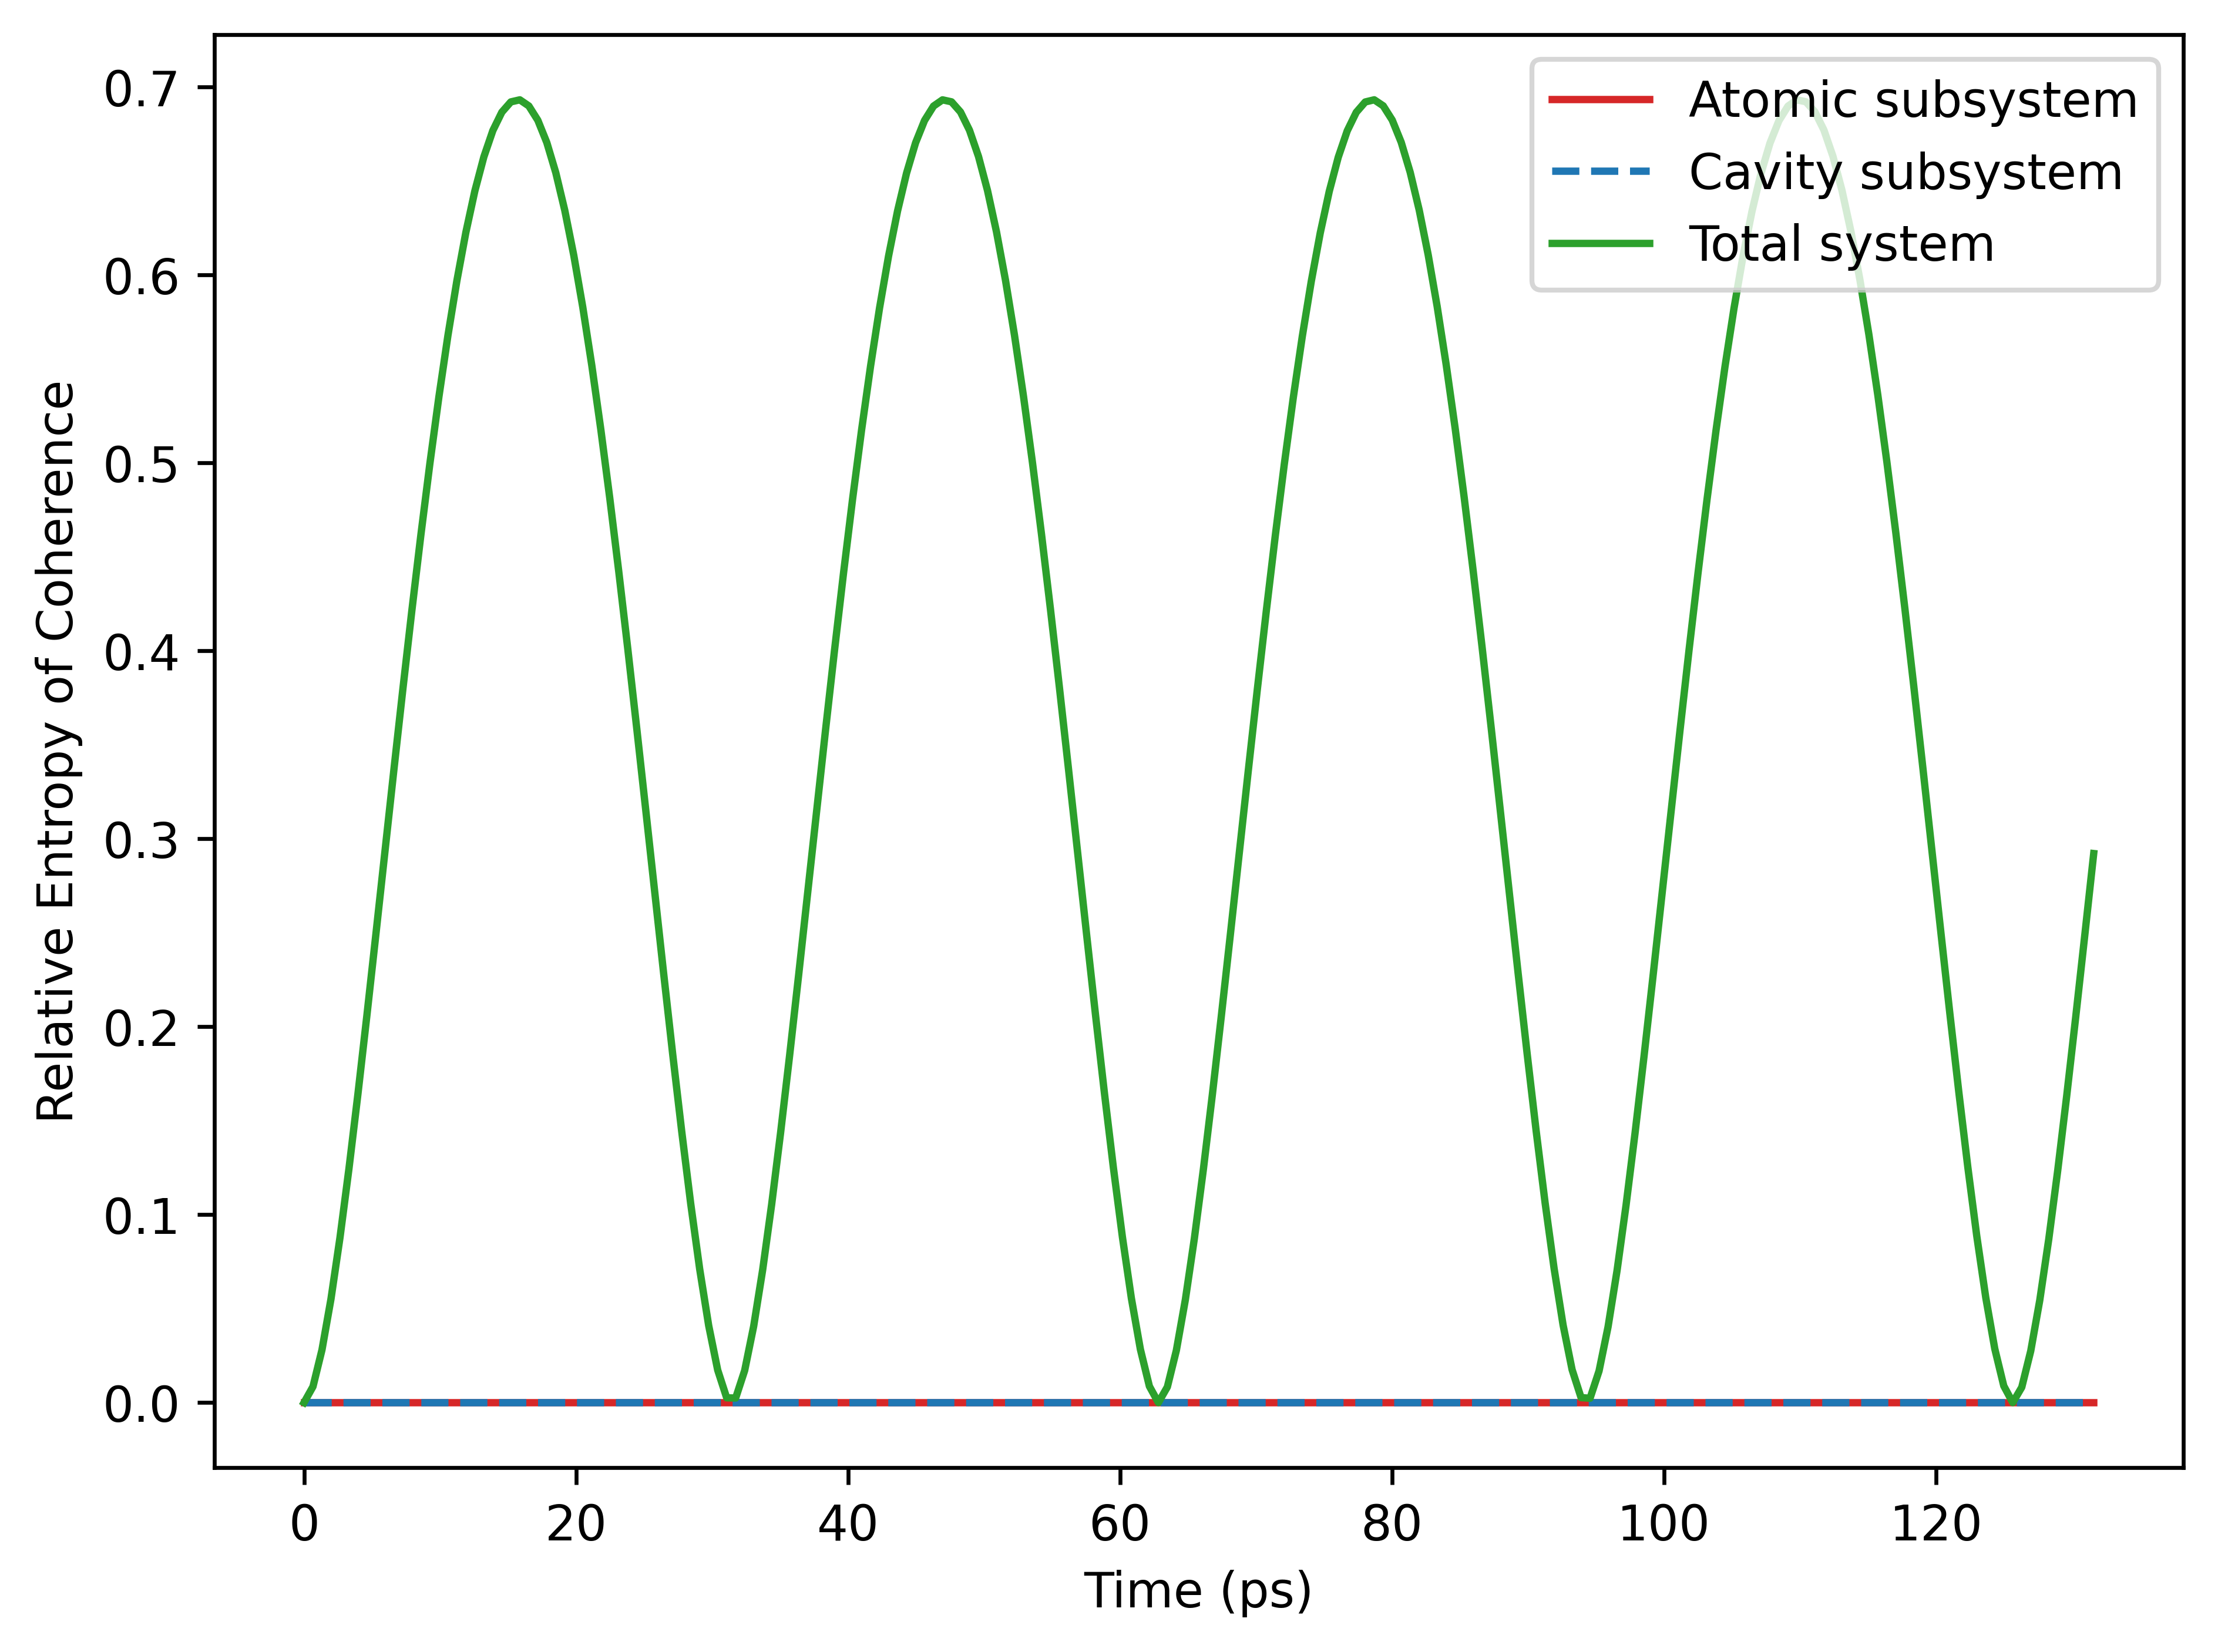 0.7
0.6
0.5
0.4
0.3
0.2
0.1
0.0
Relative Entropy of Coherence
Atomic subsystem
Cavity subsystem
Total system
0 20 40 60 80 100 120
Time (ps)